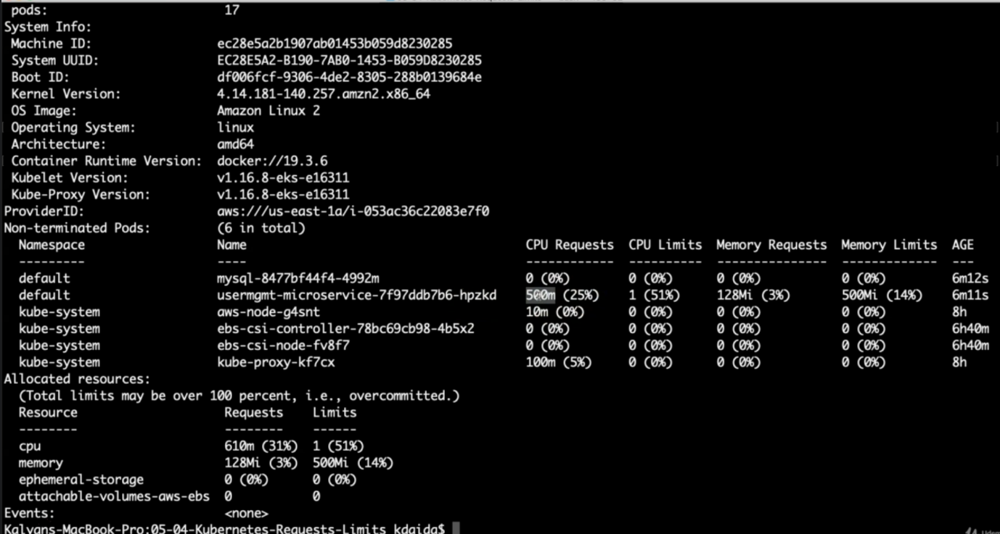 pods: 17
System Info:
Machine ID: ec28e5a2b1907ab01453b059d8230285
System UUID: EC28E5A2-B190-7AB0-1453-B059D8230285
Boot ID: df006fcf-9306-4de2-8305-288b0139684e
Kernel Version: 4.14.181-140.257.amzn2.x86_64
OS Image: Amazon Linux 2
Operating System: linux
Architecture: amd64
Container Runtime Version: docker://19.3.6
Kubelet Version: v1.16.8-eks-e16311
Kube-Proxy Version: v1.16.8-eks-e16311
ProviderID: aws:///us-east-1a/i-053ac36c22083e7f0
Non-terminated Pods: (6 in total)
Namespace Name CPU Requests CPU Limits Memory Requests Memory Limits AGE
--------- ---- ------------ ---------- --------------- ------------- ---
default mysql-8477bf44f4-4992m 0 (0%) 0 (0%) 0 (0%) 0 (0%) 6m12s
default usermgmt-microservice-7f97ddb7b6-hpzkd 500m (25%) 1 (51%) 128Mi (3%) 500Mi (14%) 6m11s
kube-system aws-node-g4snt 10m (0%) 0 (0%) 0 (0%) 0 (0%) 8h
kube-system ebs-csi-controller-78bc69cb98-4b5x2 0 (0%) 0 (0%) 0 (0%) 0 (0%) 6h40m
kube-system ebs-csi-node-fv8f7 0 (0%) 0 (0%) 0 (0%) 0 (0%) 6h40m
kube-system kube-proxy-kf7cx 100m (5%) 0 (0%) 0 (0%) 0 (0%) 8h
Allocated resources:
(Total limits may be over 100 percent, i.e., overcommitted.)
Resource Requests Limits
-------- -------- ------
cpu 610m (31%) 1 (51%)
memory 128Mi (3%) 500Mi (14%)
ephemeral-storage 0 (0%) 0 (0%)
attachable-volumes-aws-ebs 0 0
Events: <none>
Kalyans-MacBook-Pro:05-04-Kubernetes-Requests-Limits kdaida$